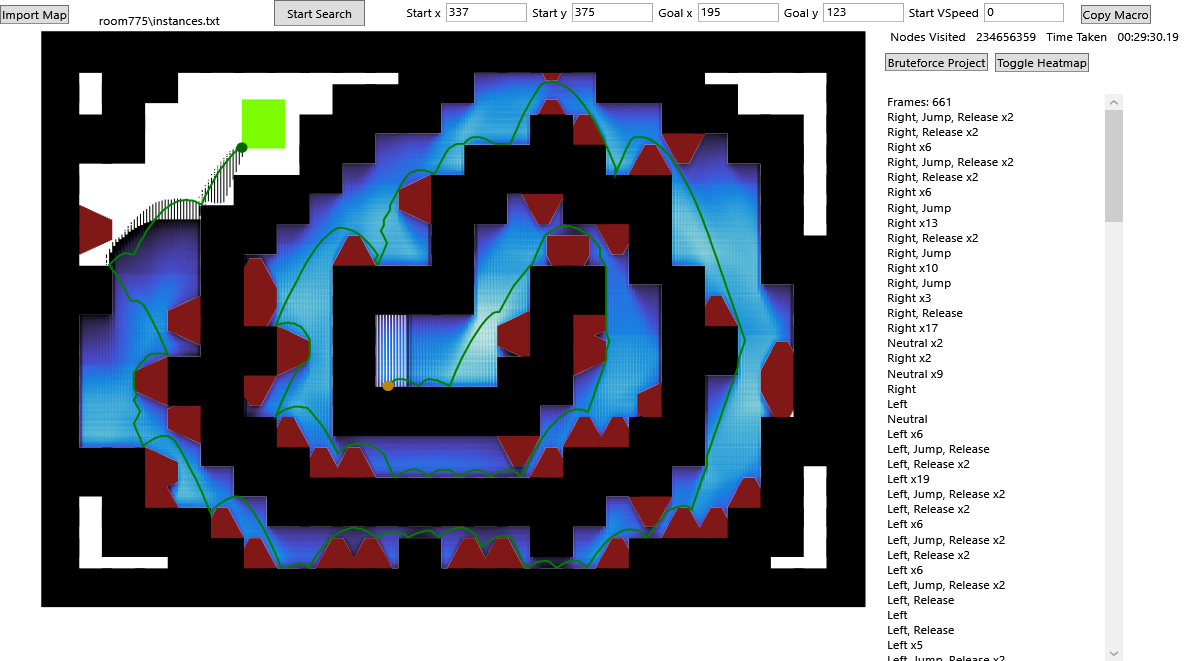 Import Map
room775\instances.txt
Start Search
Start x 337 Start y 375 Goal x 195 Goal y 123 Start VSpeed 0
Copy Macro
Nodes Visited 234656359 Time Taken 00:29:30.19
Bruteforce Project Toggle Heatmap
Frames: 661
Right, Jump, Release x2
Right, Release x2
Right x6
Right, Jump, Release x2
Right, Release x2
Right x6
Right, Jump
Right x13
Right, Release x2
Right, Jump
Right x10
Right, Jump
Right x3
Right, Release
Right x17
Neutral x2
Right x2
Neutral x9
Right
Left
Neutral
Left x6
Left, Jump, Release
Left, Release x2
Left x19
Left, Jump, Release x2
Left, Release x2
Left x6
Left, Jump, Release x2
Left, Release x2
Left x6
Left, Jump, Release x2
Left, Release
Left
Left, Release
Left x5
Left, Jump, Release x2